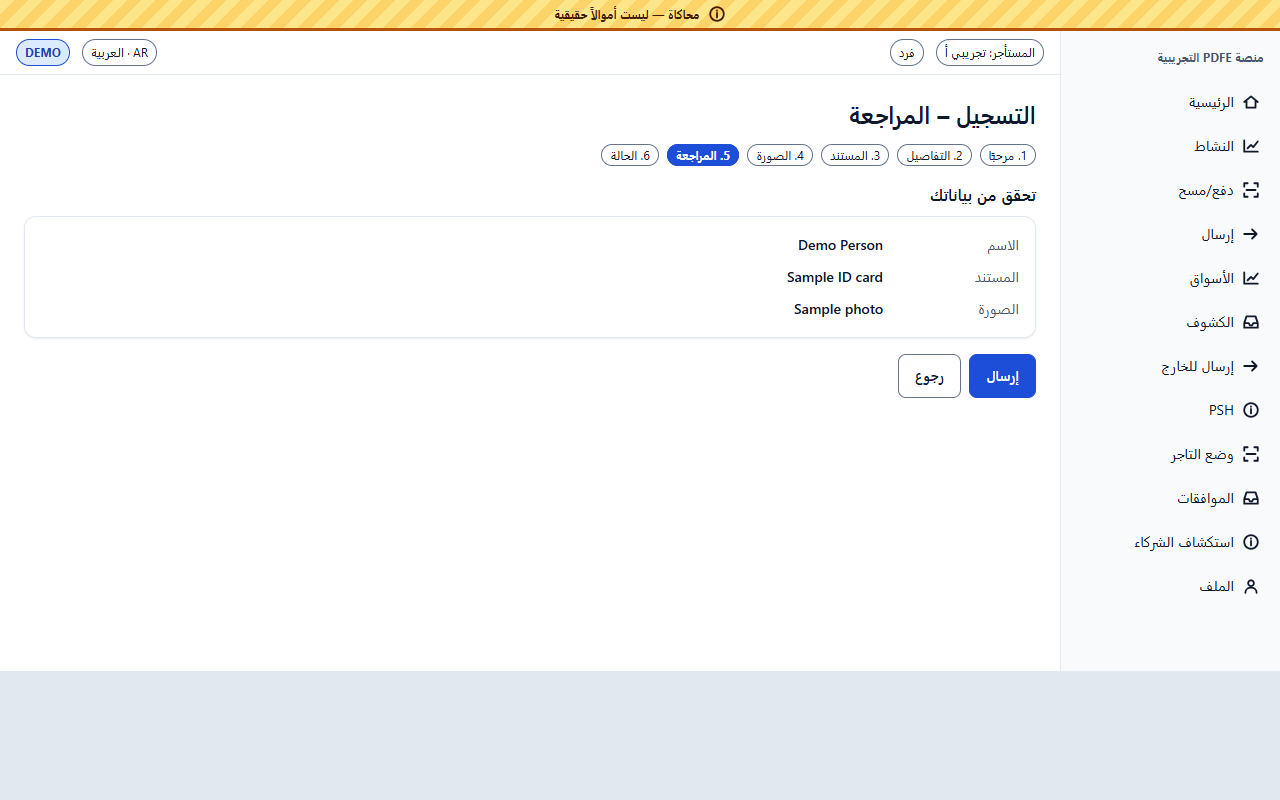 محاكاة — ليست أموالاً حقيقية
منصة PDFE التجريبية
الرئيسية
النشاط
دفع/مسح
إرسال
الأسواق
الكشوف
إرسال للخارج
PSH
وضع التاجر
الموافقات
استكشاف الشركاء
الملف
المستأجر: تجريبي أ
فرد
AR · العربية
DEMO
التسجيل – المراجعة
1. مرحبًا
2. التفاصيل
3. المستند
4. الصورة
5. المراجعة
6. الحالة
تحقق من بياناتك
الاسم Demo Person
المستند Sample ID card
الصورة Sample photo
إرسال
رجوع